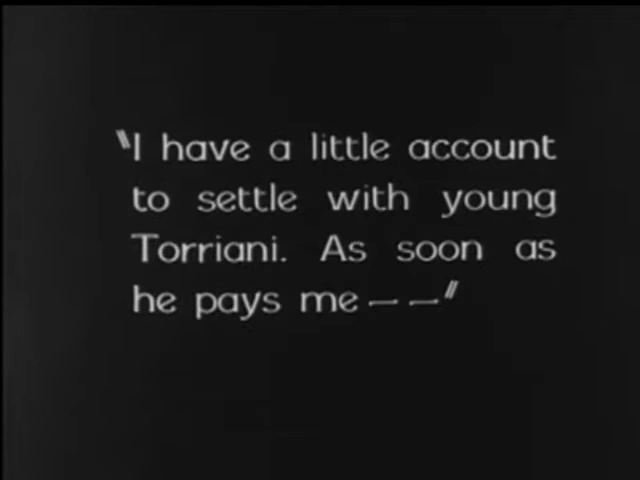 "I have a little account
to settle with young
Torriani. As soon as
he pays me — —"